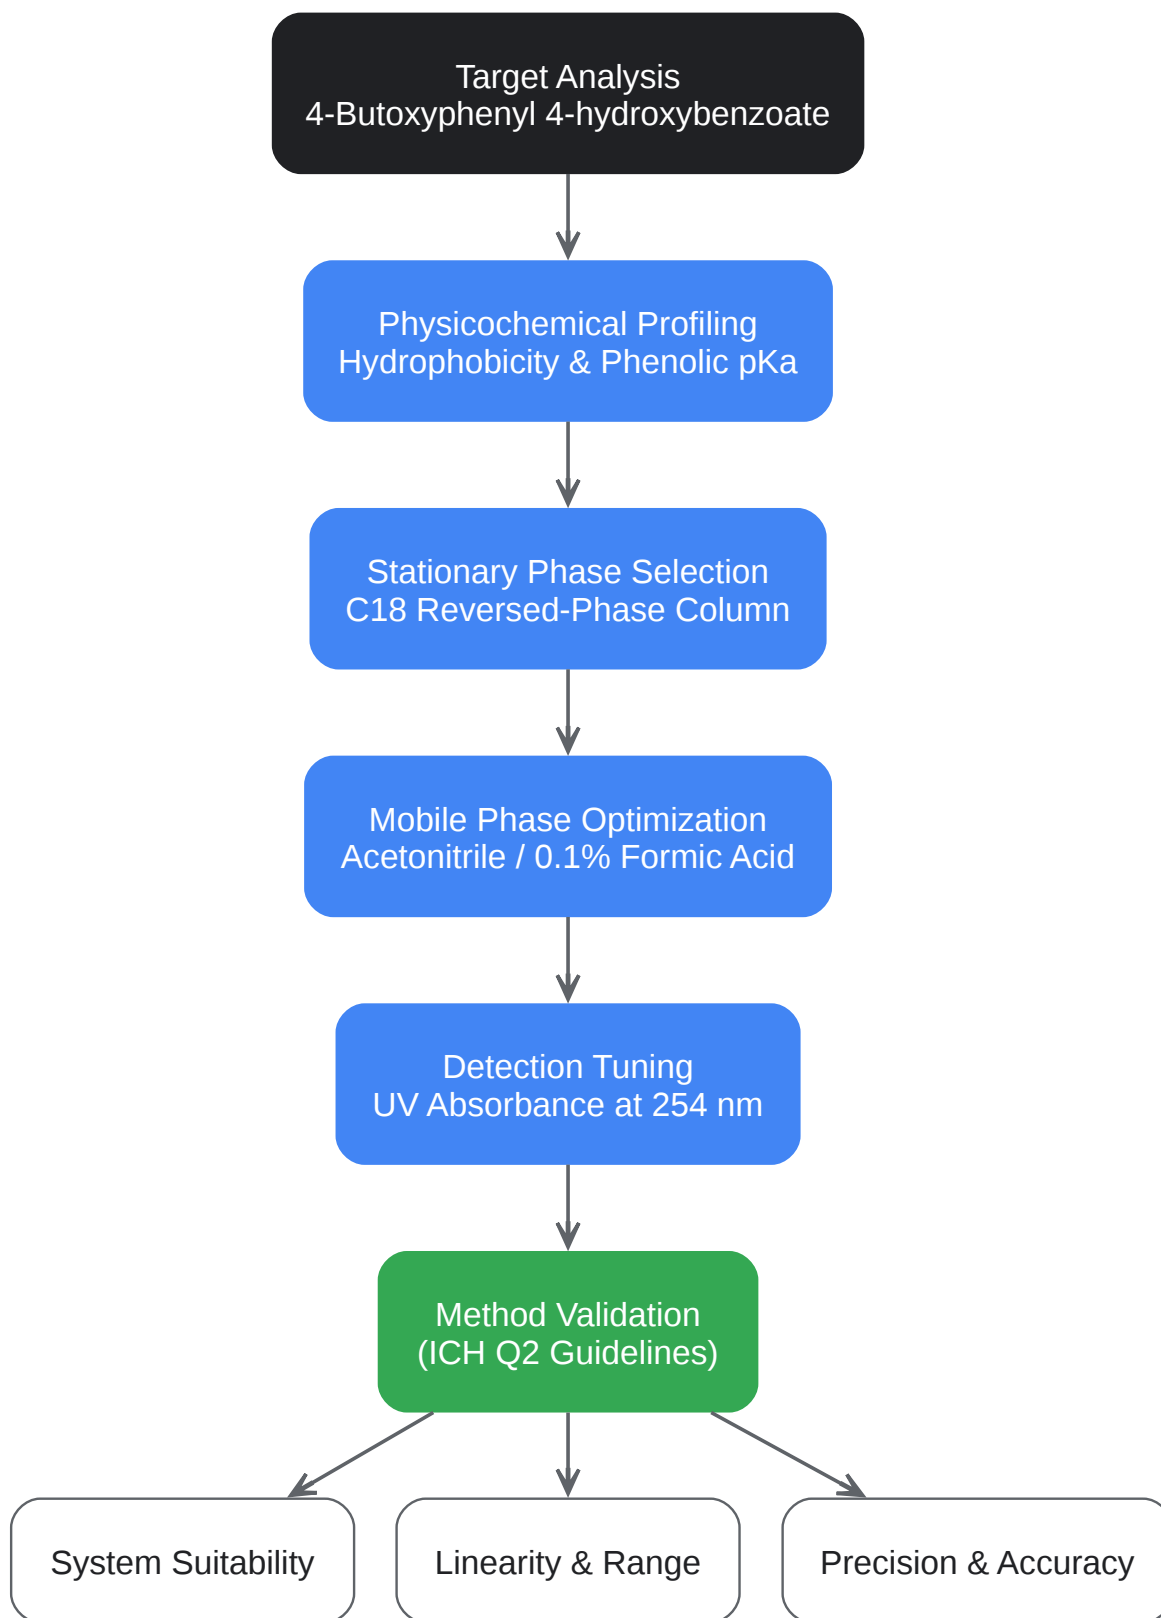 Target Analysis
4-Butoxyphenyl 4-hydroxybenzoate
Physicochemical Profiling
Hydrophobicity & Phenolic pKa
Stationary Phase Selection
C18 Reversed-Phase Column
Mobile Phase Optimization
Acetonitrile / 0.1% Formic Acid
Detection Tuning
UV Absorbance at 254 nm
Method Validation
(ICH Q2 Guidelines)
System Suitability
Linearity & Range
Precision & Accuracy